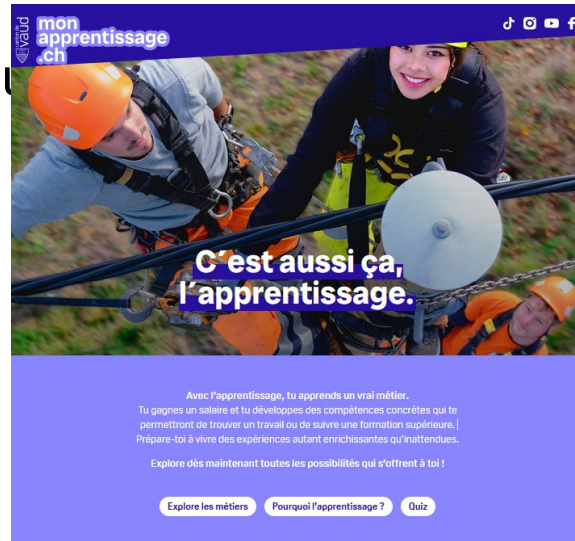 canton de
vaud
mon
apprentissage
.ch
C'est aussi ça,
l'apprentissage.
Avec l'apprentissage, tu apprends un vrai métier.
Tu gagnes un salaire et tu développes des compétences concrètes qui te
permettront de trouver un travail ou de suivre une formation supérieure.
Prépare-toi à vivre des expériences autant enrichissantes qu'inattendues.
Explore dès maintenant toutes les possibilités qui s'offrent à toi !
Explore les métiers Pourquoi l'apprentissage ? Quiz